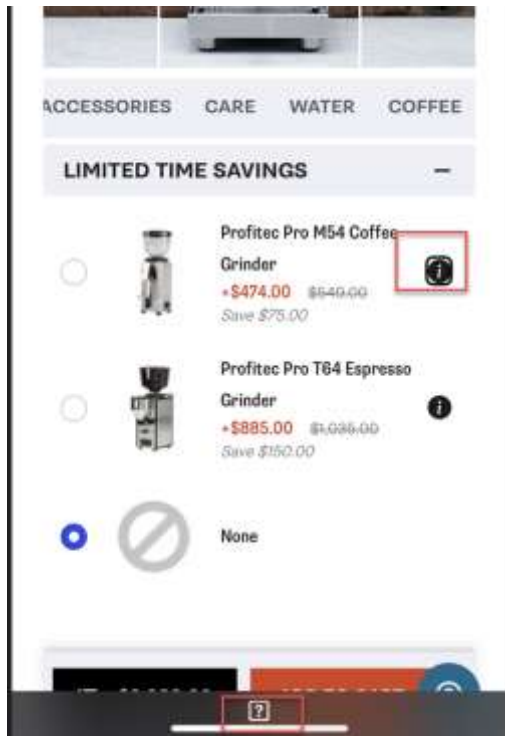 ACCESSORIES CARE WATER COFFEE
LIMITED TIME SAVINGS
Profitec Pro M54 Coffee
Grinder
+$474.00 $549.00
Save $75.00
Profitec Pro T64 Espresso
Grinder
+$885.00 $1,035.00
Save $150.00
None